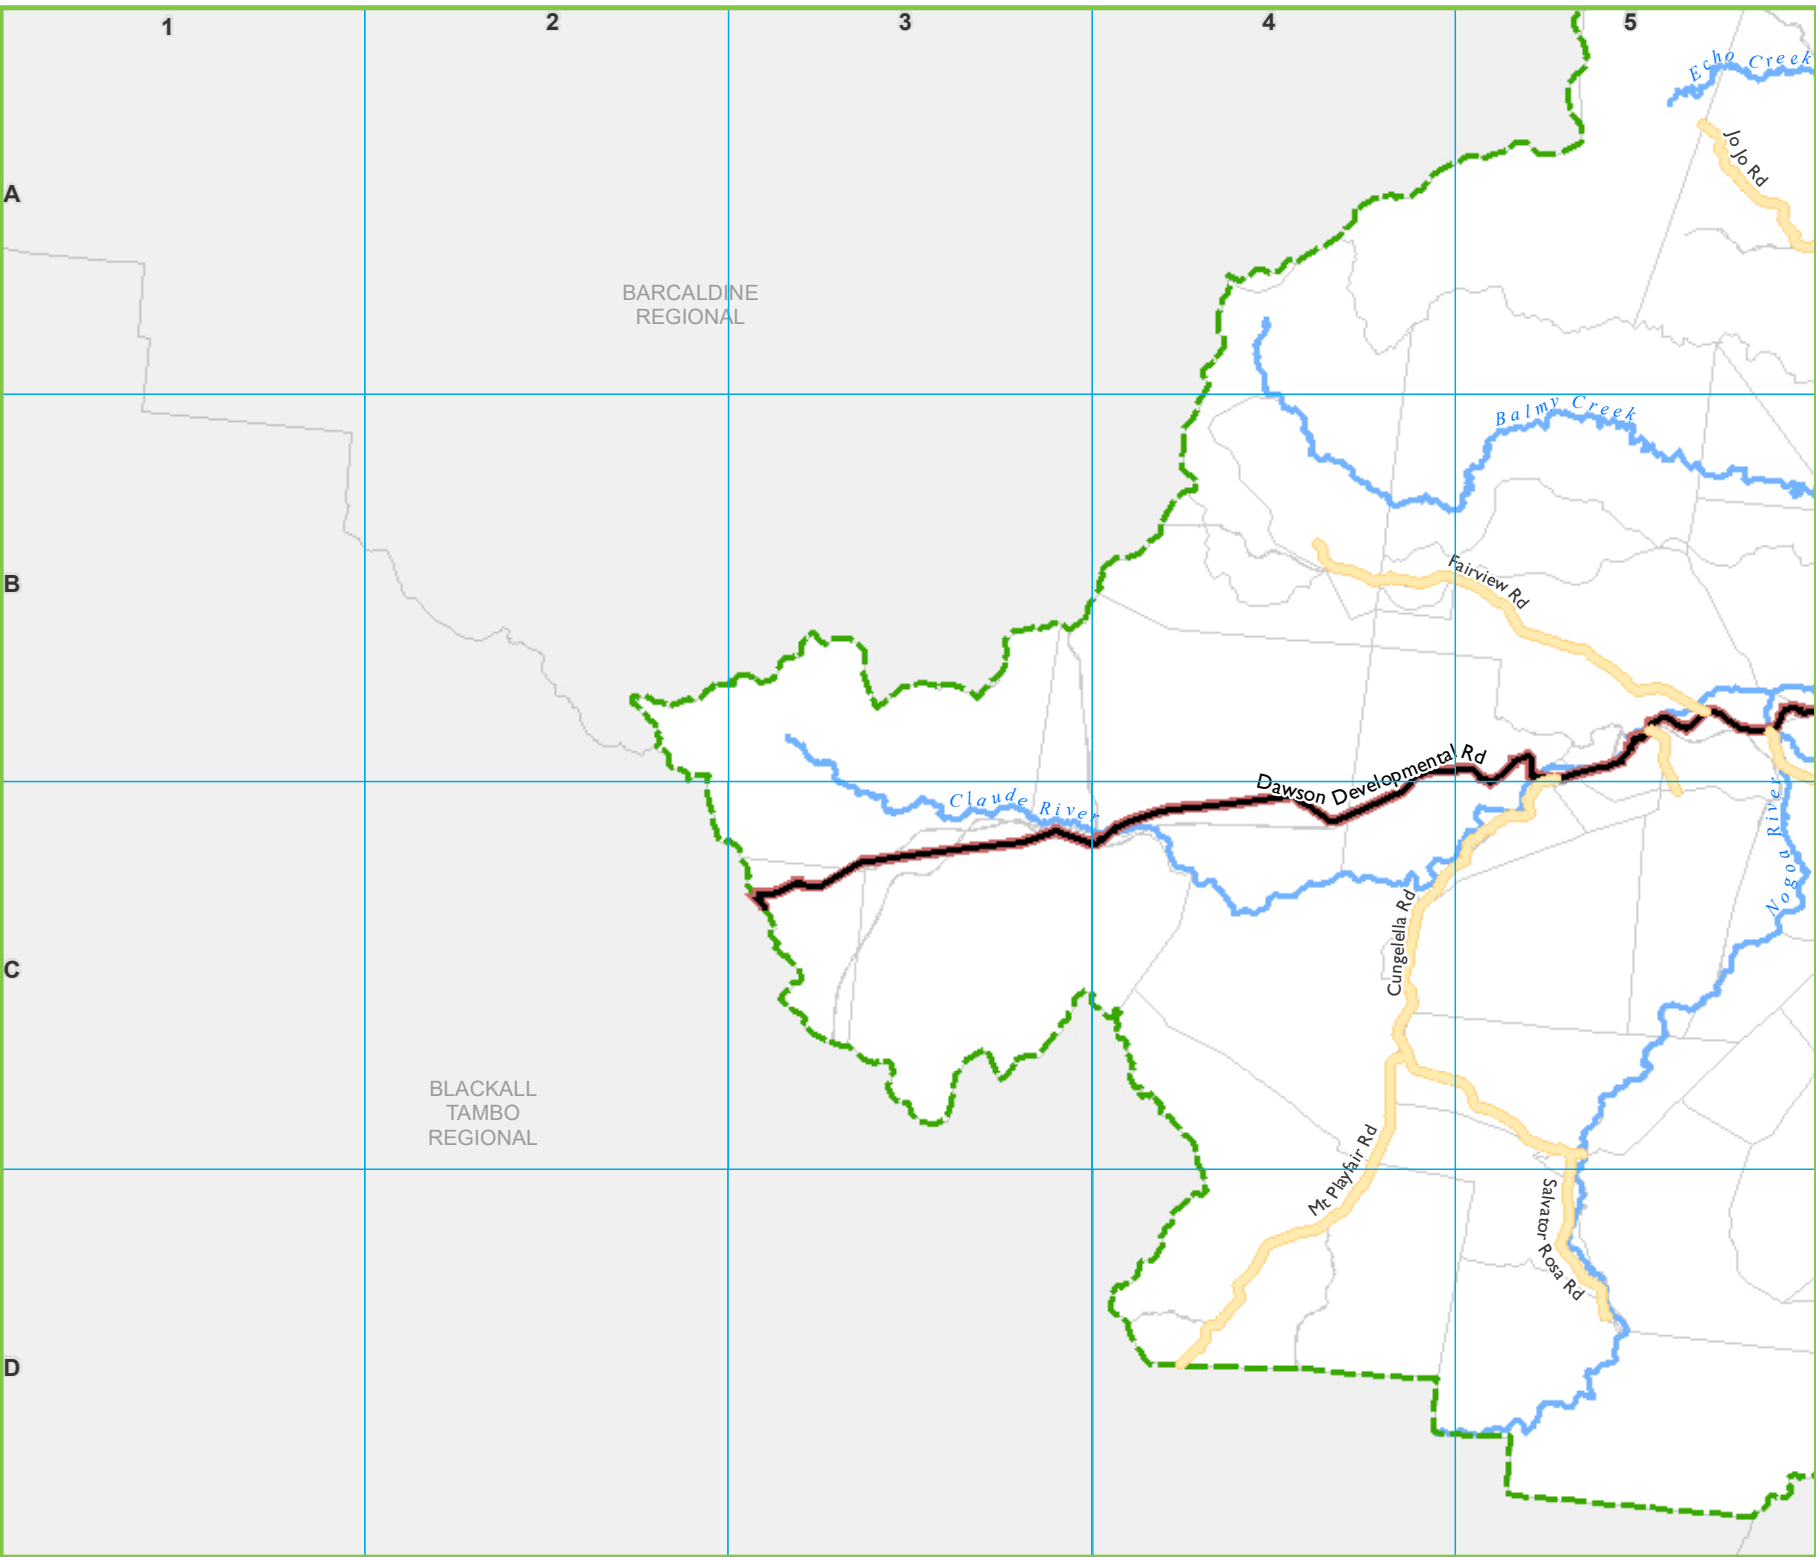 1
2
3
4
5
Echo Creek
Jo Jo Rd
A
BARCALDINE
REGIONAL
Balmy Creek
B
Fairview Rd
Dawson Developmental Rd
Claude River
Nogoa River
Cungelella Rd
C
BLACKALL
TAMBO
REGIONAL
Mt Playfair Rd
Salvator Rosa Rd
D